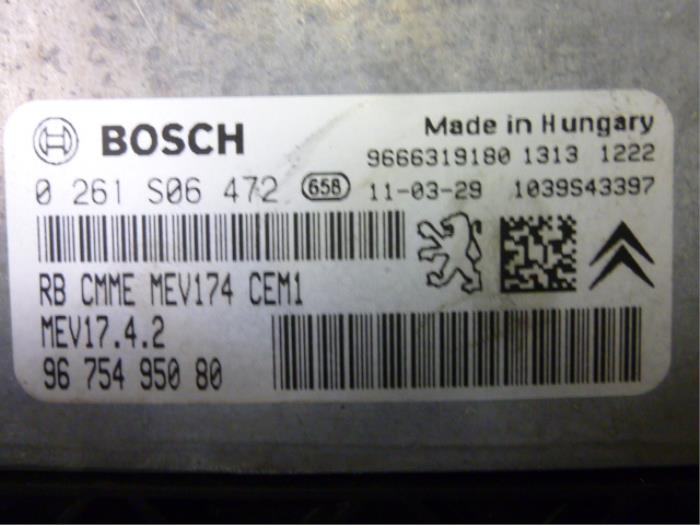 BOSCH
Made in Hungary
9666319180 1313 1222
0 261 S06 472 658 11-03-29 1039S43397
RB CMME MEV174 CEM1
MEV17.4.2
96 754 950 80